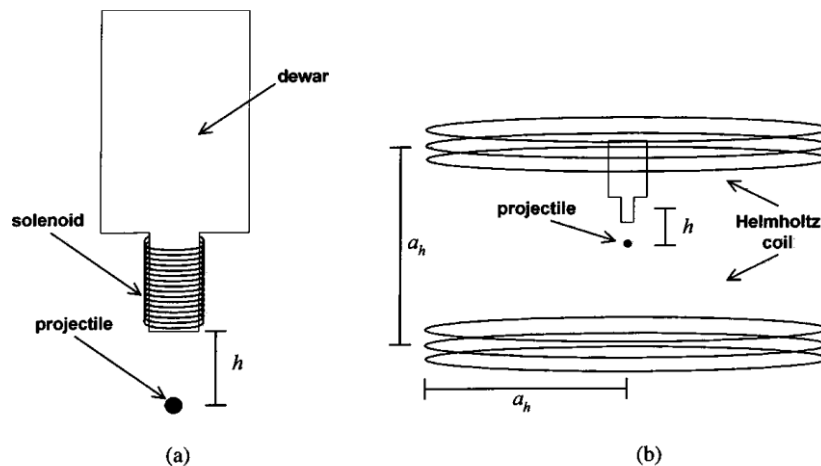 dewar
solenoid
projectile
h
(a)
projectile
h
Helmholtz
coil
a_h
a_h
(b)